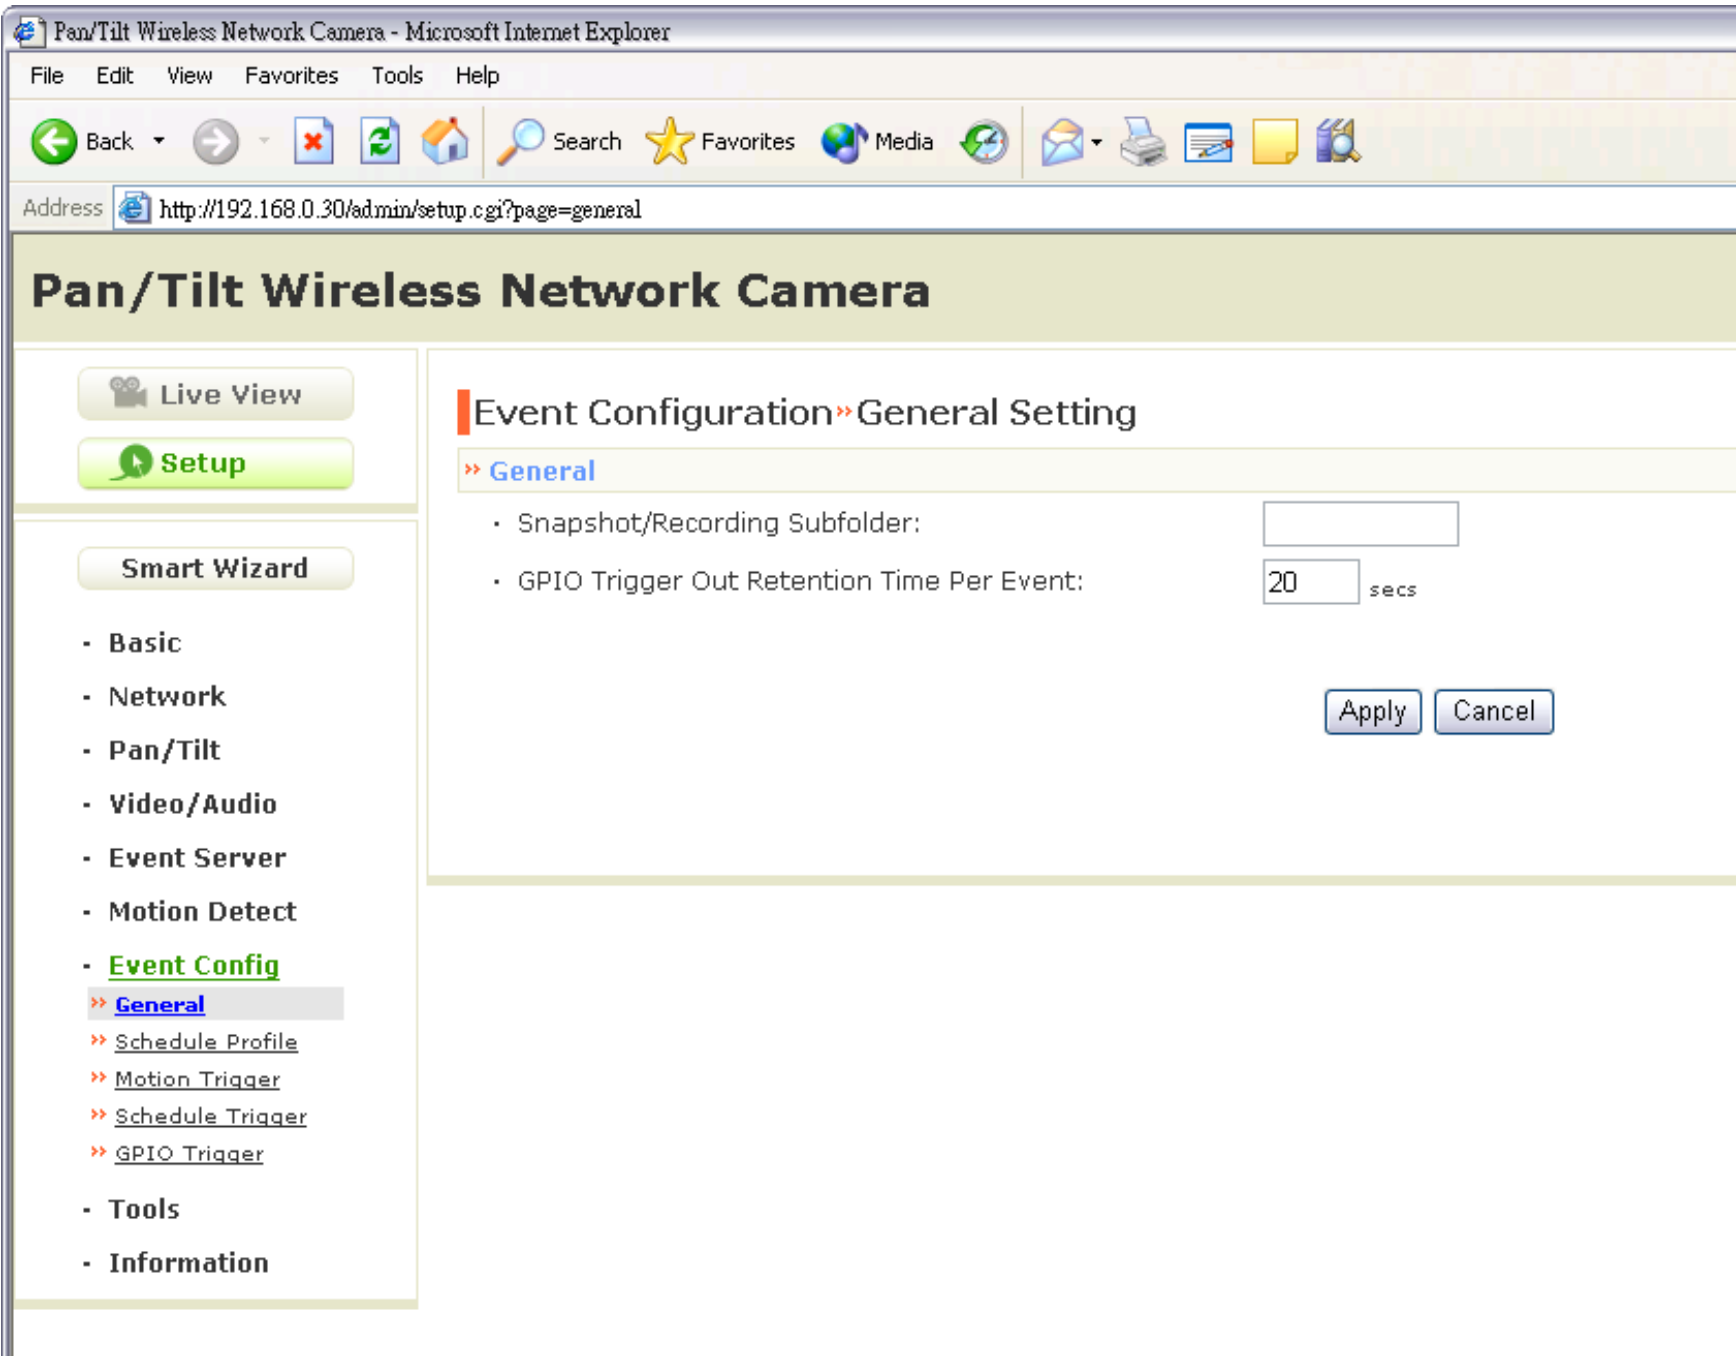 Pan/Tilt Wireless Network Camera - Microsoft Internet Explorer
File Edit View Favorites Tools Help
Back Search Favorites Media
Address http://192.168.0.30/admin/setup.cgi?page=general
Pan/Tilt Wireless Network Camera
Live View
Setup
Smart Wizard
- Basic
- Network
- Pan/Tilt
- Video/Audio
- Event Server
- Motion Detect
- Event Config
» General
» Schedule Profile
» Motion Trigger
» Schedule Trigger
» GPIO Trigger
- Tools
- Information
Event Configuration»General Setting
» General
· Snapshot/Recording Subfolder:
· GPIO Trigger Out Retention Time Per Event: 20 secs
Apply Cancel